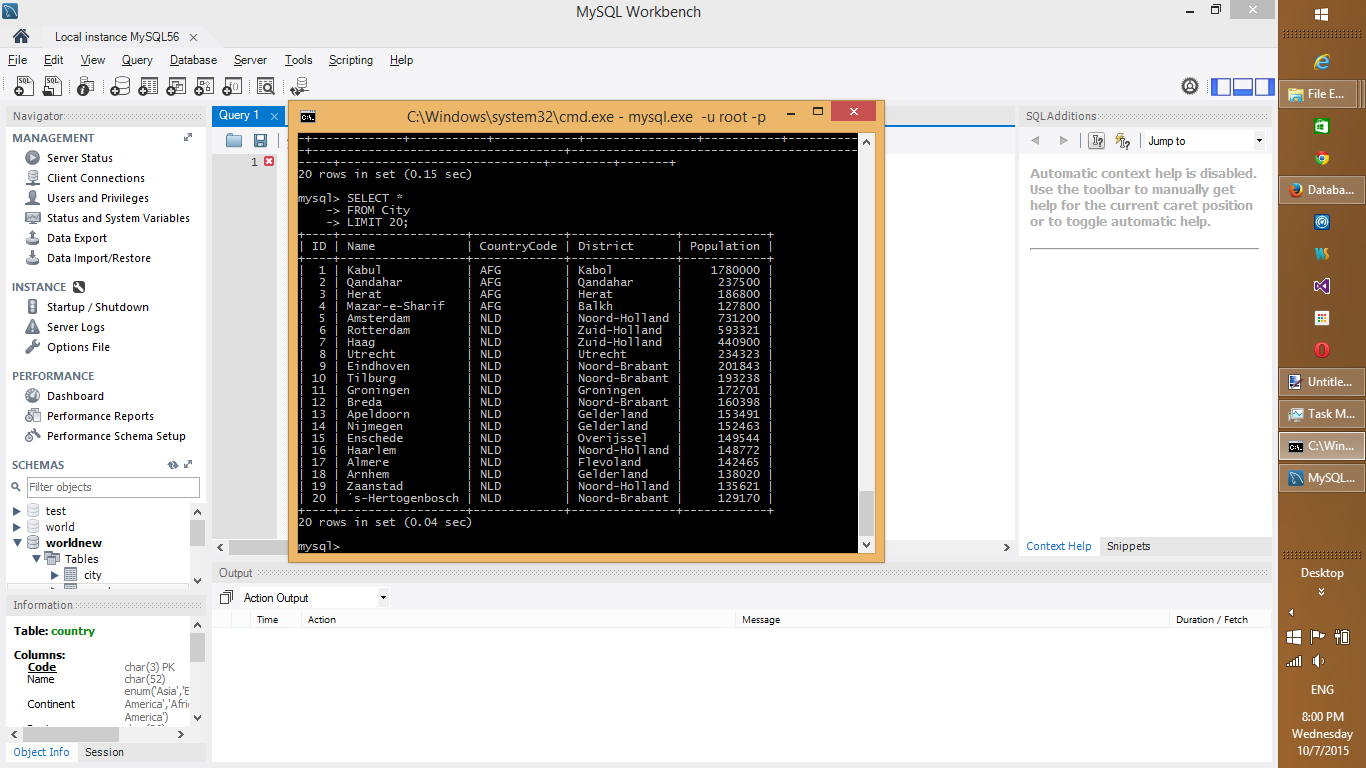 MySQL Workbench
Local instance MySQL56
File Edit View Query Database Server Tools Scripting Help
Navigator
MANAGEMENT
Server Status
Client Connections
Users and Privileges
Status and System Variables
Data Export
Data Import/Restore
INSTANCE
Startup / Shutdown
Server Logs
Options File
PERFORMANCE
Dashboard
Performance Reports
Performance Schema Setup
SCHEMAS
Filter objects
test
world
worldnew
Tables
city
Information
Table: country
Columns:
Code char(3) PK
Name char(52)
enum('Asia','E
Continent America','Afri
America')
Object Info Session
Query 1
1
C:\Windows\system32\cmd.exe - mysql.exe -u root -p
20 rows in set (0.15 sec)
mysql> SELECT *
-> FROM City
-> LIMIT 20;
| ID | Name | CountryCode | District | Population |
| 1 | Kabul | AFG | Kabol | 1780000 |
| 2 | Qandahar | AFG | Qandahar | 237500 |
| 3 | Herat | AFG | Herat | 186800 |
| 4 | Mazar-e-Sharif | AFG | Balkh | 127800 |
| 5 | Amsterdam | NLD | Noord-Holland | 731200 |
| 6 | Rotterdam | NLD | Zuid-Holland | 593321 |
| 7 | Haag | NLD | Zuid-Holland | 440900 |
| 8 | Utrecht | NLD | Utrecht | 234323 |
| 9 | Eindhoven | NLD | Noord-Brabant | 201843 |
| 10 | Tilburg | NLD | Noord-Brabant | 193238 |
| 11 | Groningen | NLD | Groningen | 172701 |
| 12 | Breda | NLD | Noord-Brabant | 160398 |
| 13 | Apeldoorn | NLD | Gelderland | 153491 |
| 14 | Nijmegen | NLD | Gelderland | 152463 |
| 15 | Enschede | NLD | Overijssel | 149544 |
| 16 | Haarlem | NLD | Noord-Holland | 148772 |
| 17 | Almere | NLD | Flevoland | 142465 |
| 18 | Arnhem | NLD | Gelderland | 138020 |
| 19 | Zaanstad | NLD | Noord-Holland | 135621 |
| 20 | ´s-Hertogenbosch | NLD | Noord-Brabant | 129170 |
20 rows in set (0.04 sec)
mysql>
SQLAdditions
Jump to
Automatic context help is disabled.
Use the toolbar to manually get
help for the current caret position
or to toggle automatic help.
Context Help Snippets
Output
Action Output
Time Action Message Duration / Fetch
File E...
Databa...
Untitle...
Task M...
C:\Win...
MySQL...
Desktop
ENG
8:00 PM
Wednesday
10/7/2015